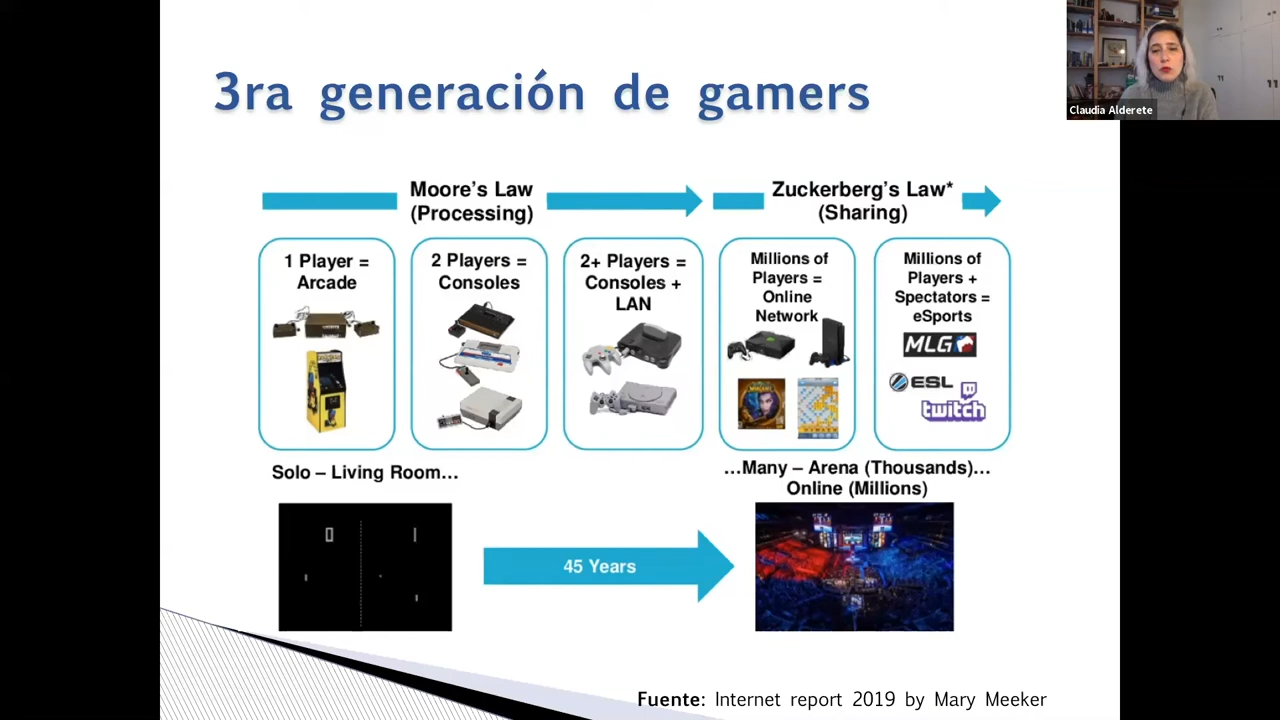 3ra generación de gamers
Claudia Alderete
Moore's Law
(Processing)
Zuckerberg's Law*
(Sharing)
1 Player =
Arcade
2 Players =
Consoles
2+ Players =
Consoles +
LAN
Millions of
Players =
Online
Network
Millions of
Players +
Spectators =
eSports
MLG
ESL
twitch
Solo – Living Room...
...Many – Arena (Thousands)...
Online (Millions)
0
1
45 Years
Fuente: Internet report 2019 by Mary Meeker